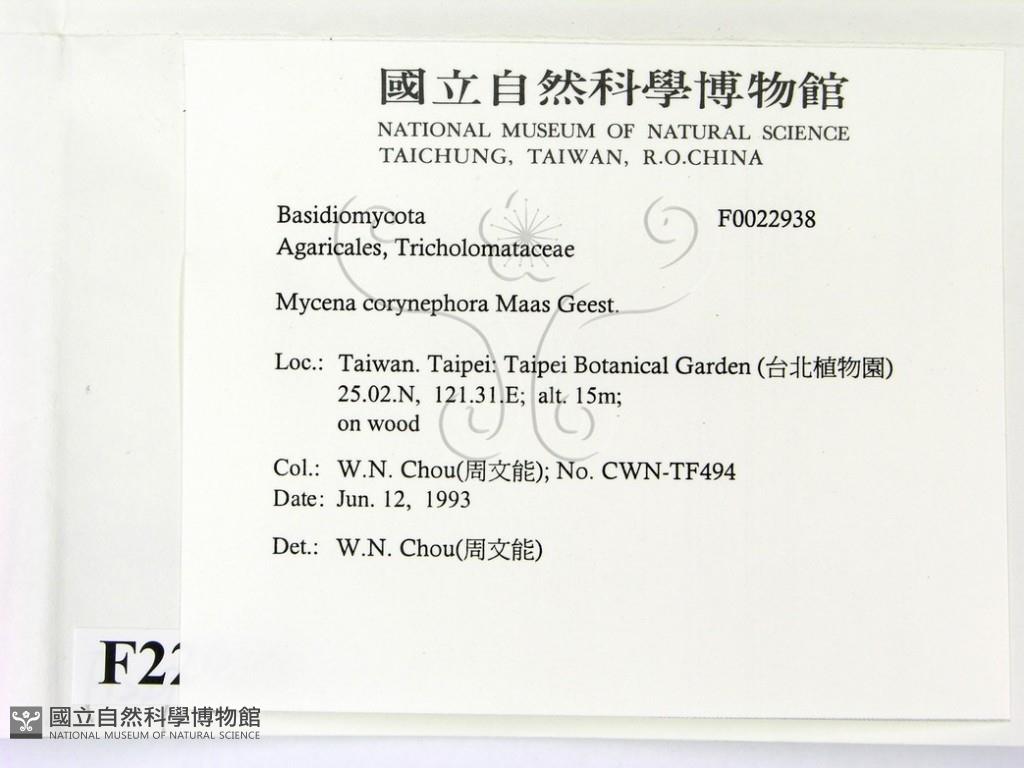 國立自然科學博物館
NATIONAL MUSEUM OF NATURAL SCIENCE
TAICHUNG, TAIWAN, R.O.CHINA
Basidiomycota F0022938
Agaricales, Tricholomataceae
Mycena corynephora Maas Geest.
Loc.: Taiwan. Taipei: Taipei Botanical Garden (台北植物園)
25.02.N, 121.31.E; alt. 15m;
on wood
Col.: W.N. Chou(周文能); No. CWN-TF494
Date: Jun. 12, 1993
Det.: W.N. Chou(周文能)
F22
國立自然科學博物館
NATIONAL MUSEUM OF NATURAL SCIENCE